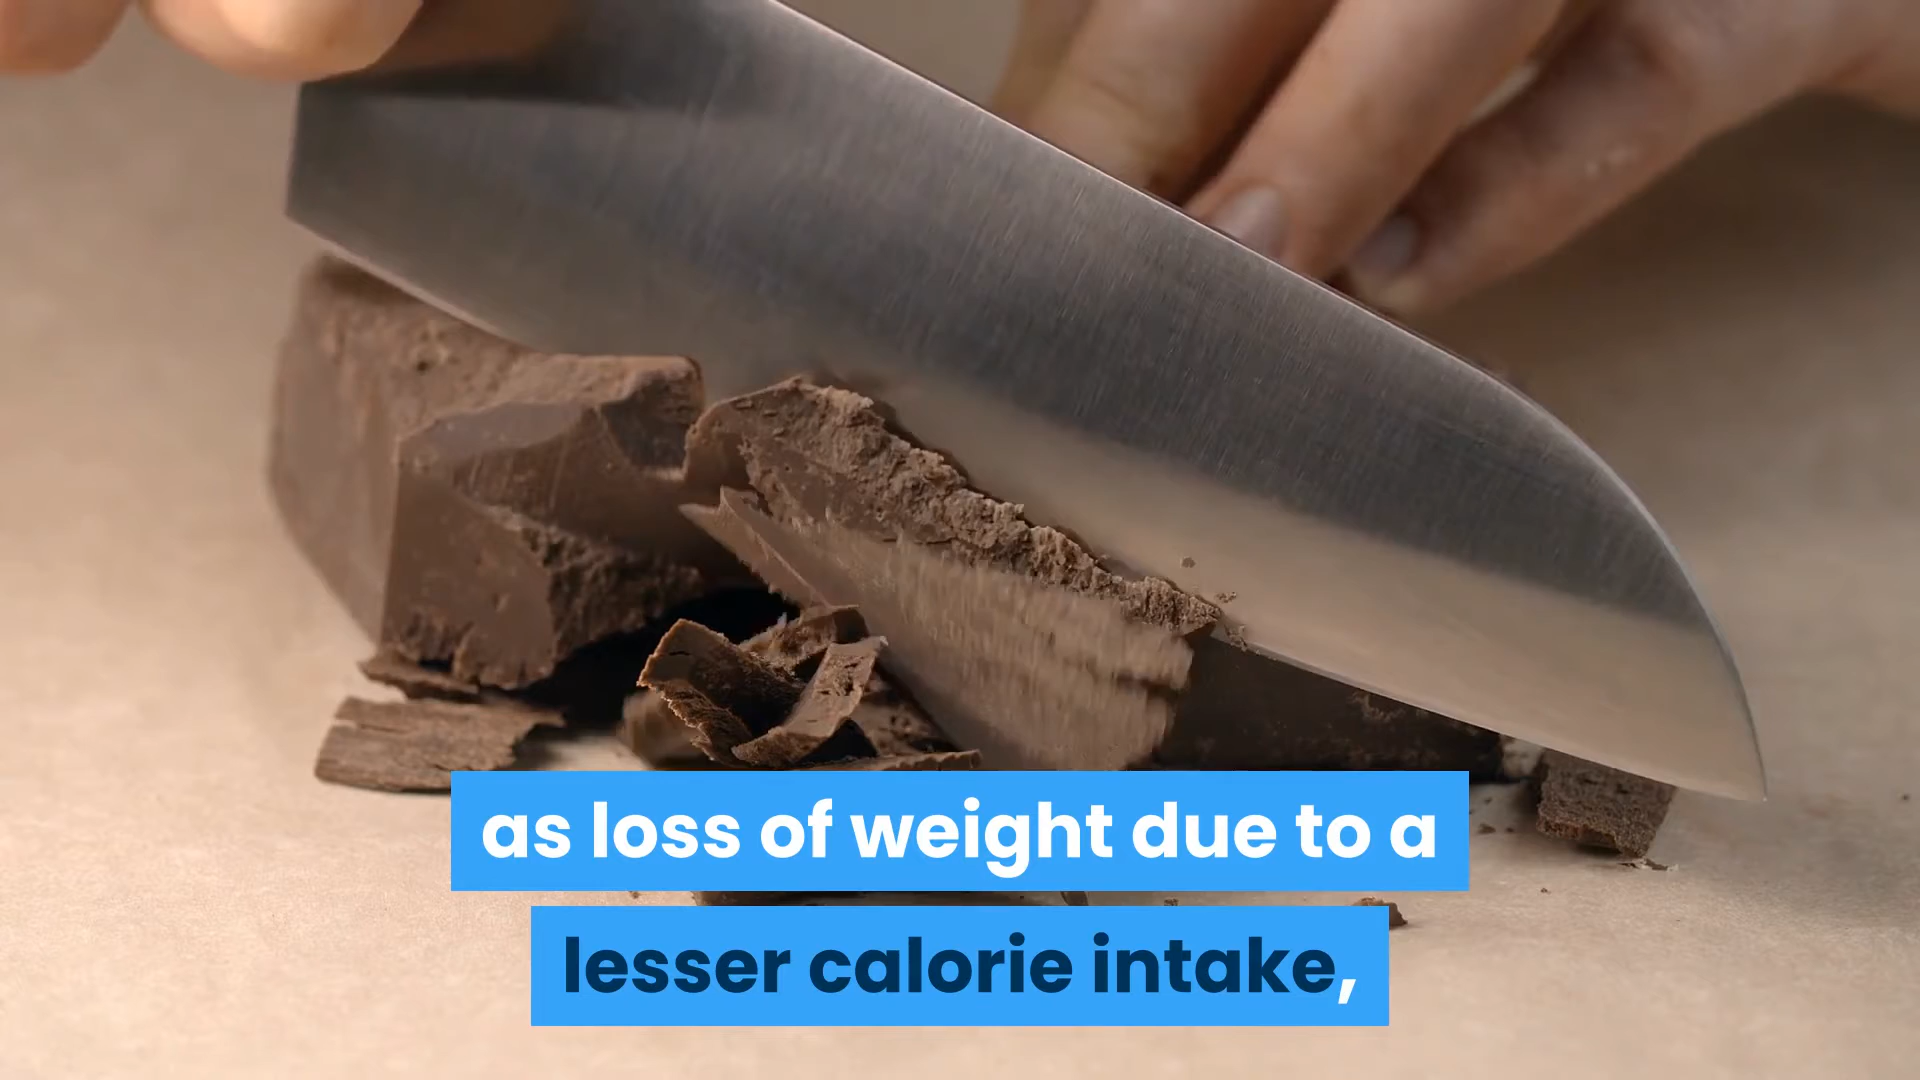 as loss of weight due to a
lesser calorie intake,